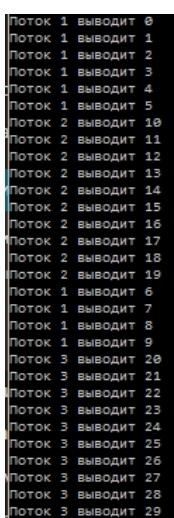 Поток 1 выводит 0
Поток 1 выводит 1
Поток 1 выводит 2
Поток 1 выводит 3
Поток 1 выводит 4
Поток 1 выводит 5
Поток 2 выводит 10
Поток 2 выводит 11
Поток 2 выводит 12
Поток 2 выводит 13
Поток 2 выводит 14
Поток 2 выводит 15
Поток 2 выводит 16
Поток 2 выводит 17
Поток 2 выводит 18
Поток 2 выводит 19
Поток 1 выводит 6
Поток 1 выводит 7
Поток 1 выводит 8
Поток 1 выводит 9
Поток 3 выводит 20
Поток 3 выводит 21
Поток 3 выводит 22
Поток 3 выводит 23
Поток 3 выводит 24
Поток 3 выводит 25
Поток 3 выводит 26
Поток 3 выводит 27
Поток 3 выводит 28
Поток 3 выводит 29